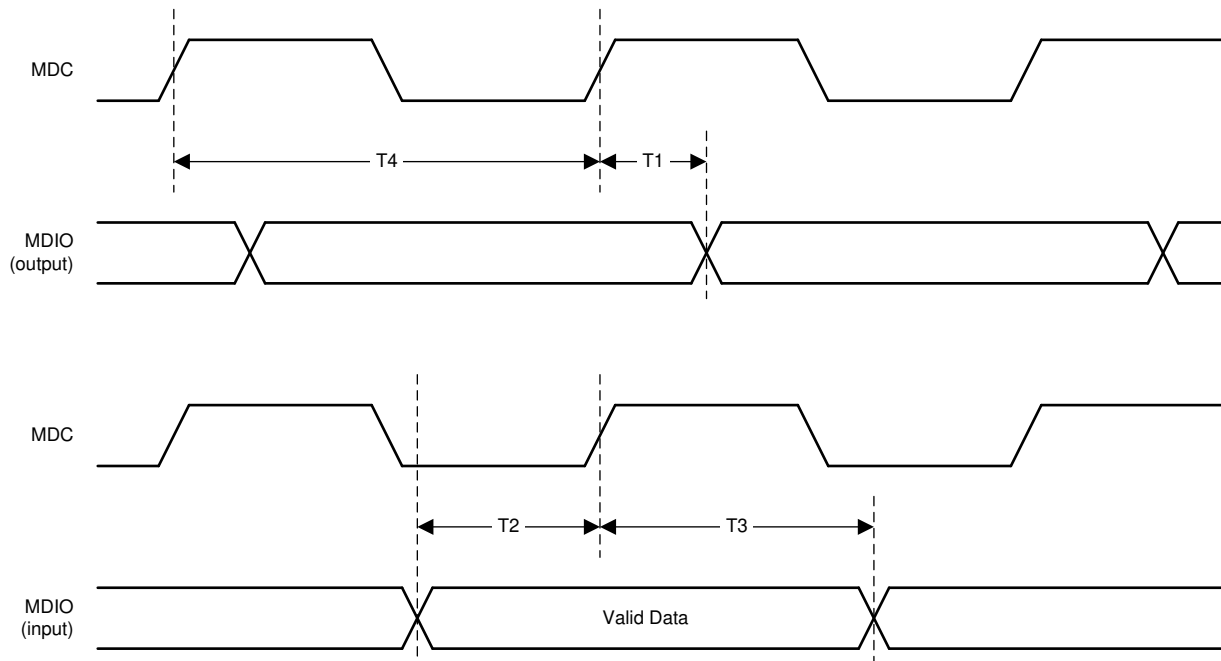 MDC
T4
T1
MDIO
(output)
MDC
T2
T3
MDIO
(input)
Valid Data